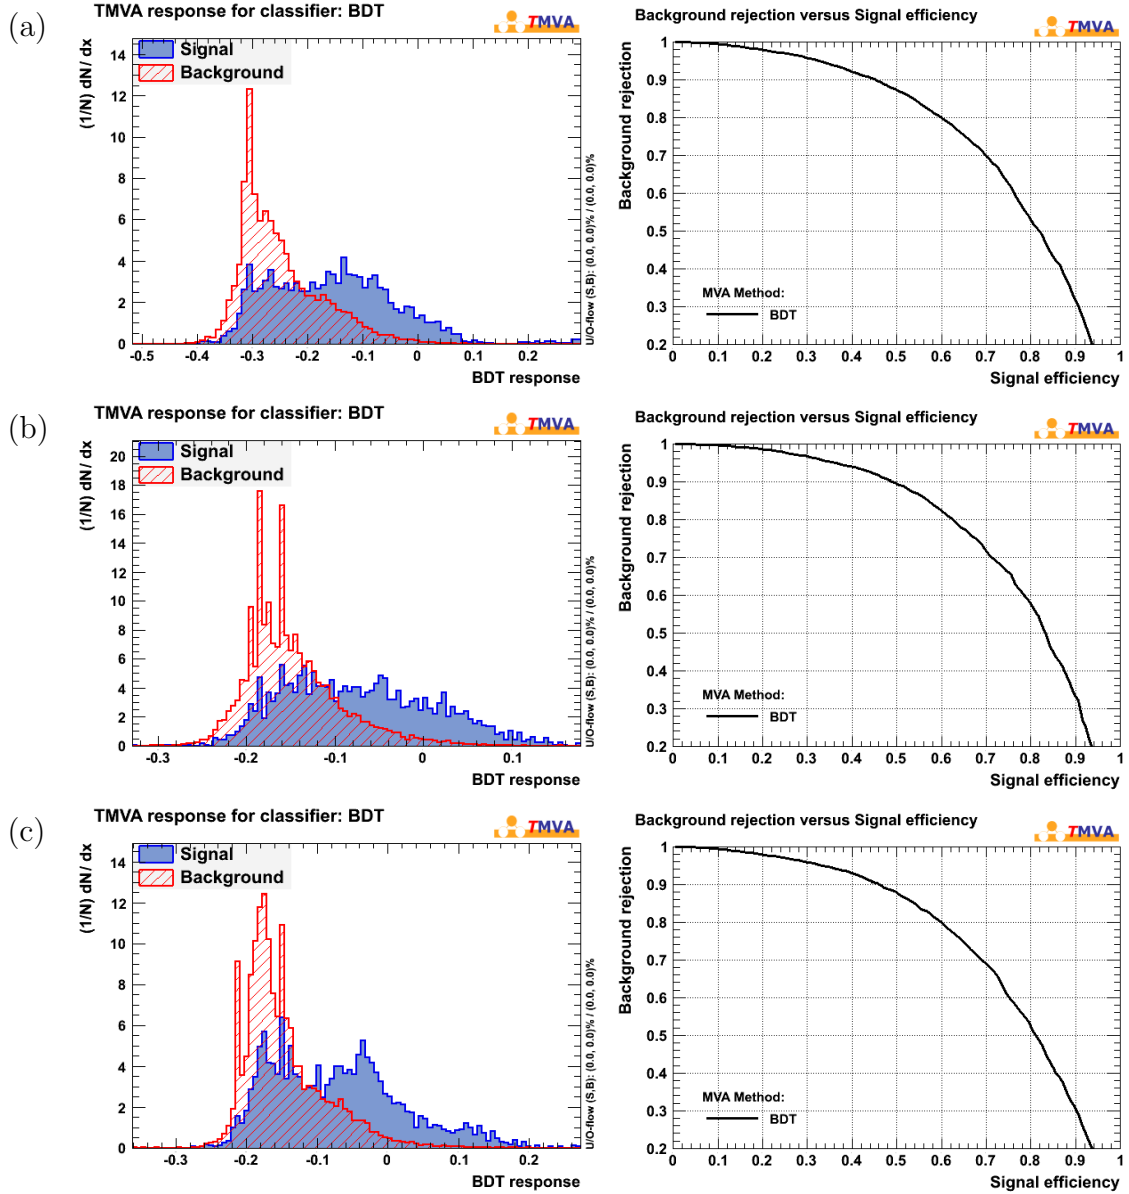 (a)
TMVA response for classifier: BDT
TMVA
Signal
Background
(1/N) dN / dx
14
12
10
8
6
4
2
0
-0.5 -0.4 -0.3 -0.2 -0.1 0 0.1 0.2
BDT response
U/O-flow (S,B): (0.0, 0.0)% / (0.0, 0.0)%
Background rejection versus Signal efficiency
TMVA
Background rejection
1
0.9
0.8
0.7
0.6
0.5
0.4
0.3
0.2
MVA Method:
BDT
0 0.1 0.2 0.3 0.4 0.5 0.6 0.7 0.8 0.9 1
Signal efficiency
(b)
TMVA response for classifier: BDT
TMVA
Signal
Background
(1/N) dN / dx
20
18
16
14
12
10
8
6
4
2
0
-0.3 -0.2 -0.1 0 0.1
BDT response
U/O-flow (S,B): (0.0, 0.0)% / (0.0, 0.0)%
Background rejection versus Signal efficiency
TMVA
Background rejection
1
0.9
0.8
0.7
0.6
0.5
0.4
0.3
0.2
MVA Method:
BDT
0 0.1 0.2 0.3 0.4 0.5 0.6 0.7 0.8 0.9 1
Signal efficiency
(c)
TMVA response for classifier: BDT
TMVA
Signal
Background
(1/N) dN / dx
14
12
10
8
6
4
2
0
-0.3 -0.2 -0.1 0 0.1 0.2
BDT response
U/O-flow (S,B): (0.0, 0.0)% / (0.0, 0.0)%
Background rejection versus Signal efficiency
TMVA
Background rejection
1
0.9
0.8
0.7
0.6
0.5
0.4
0.3
0.2
MVA Method:
BDT
0 0.1 0.2 0.3 0.4 0.5 0.6 0.7 0.8 0.9 1
Signal efficiency